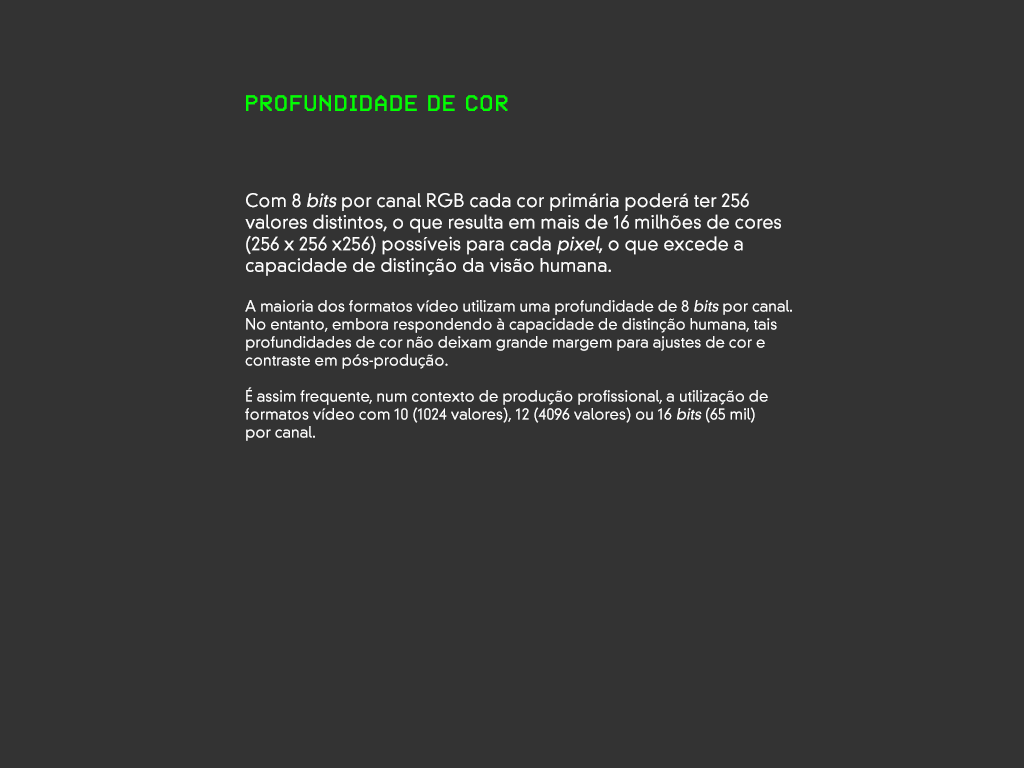 PROFUNDIDADE DE COR
Com 8 bits por canal RGB cada cor primária poderá ter 256
valores distintos, o que resulta em mais de 16 milhões de cores
(256 x 256 x256) possíveis para cada pixel, o que excede a
capacidade de distinção da visão humana.
A maioria dos formatos vídeo utilizam uma profundidade de 8 bits por canal.
No entanto, embora respondendo à capacidade de distinção humana, tais
profundidades de cor não deixam grande margem para ajustes de cor e
contraste em pós-produção.
É assim frequente, num contexto de produção profissional, a utilização de
formatos vídeo com 10 (1024 valores), 12 (4096 valores) ou 16 bits (65 mil)
por canal.